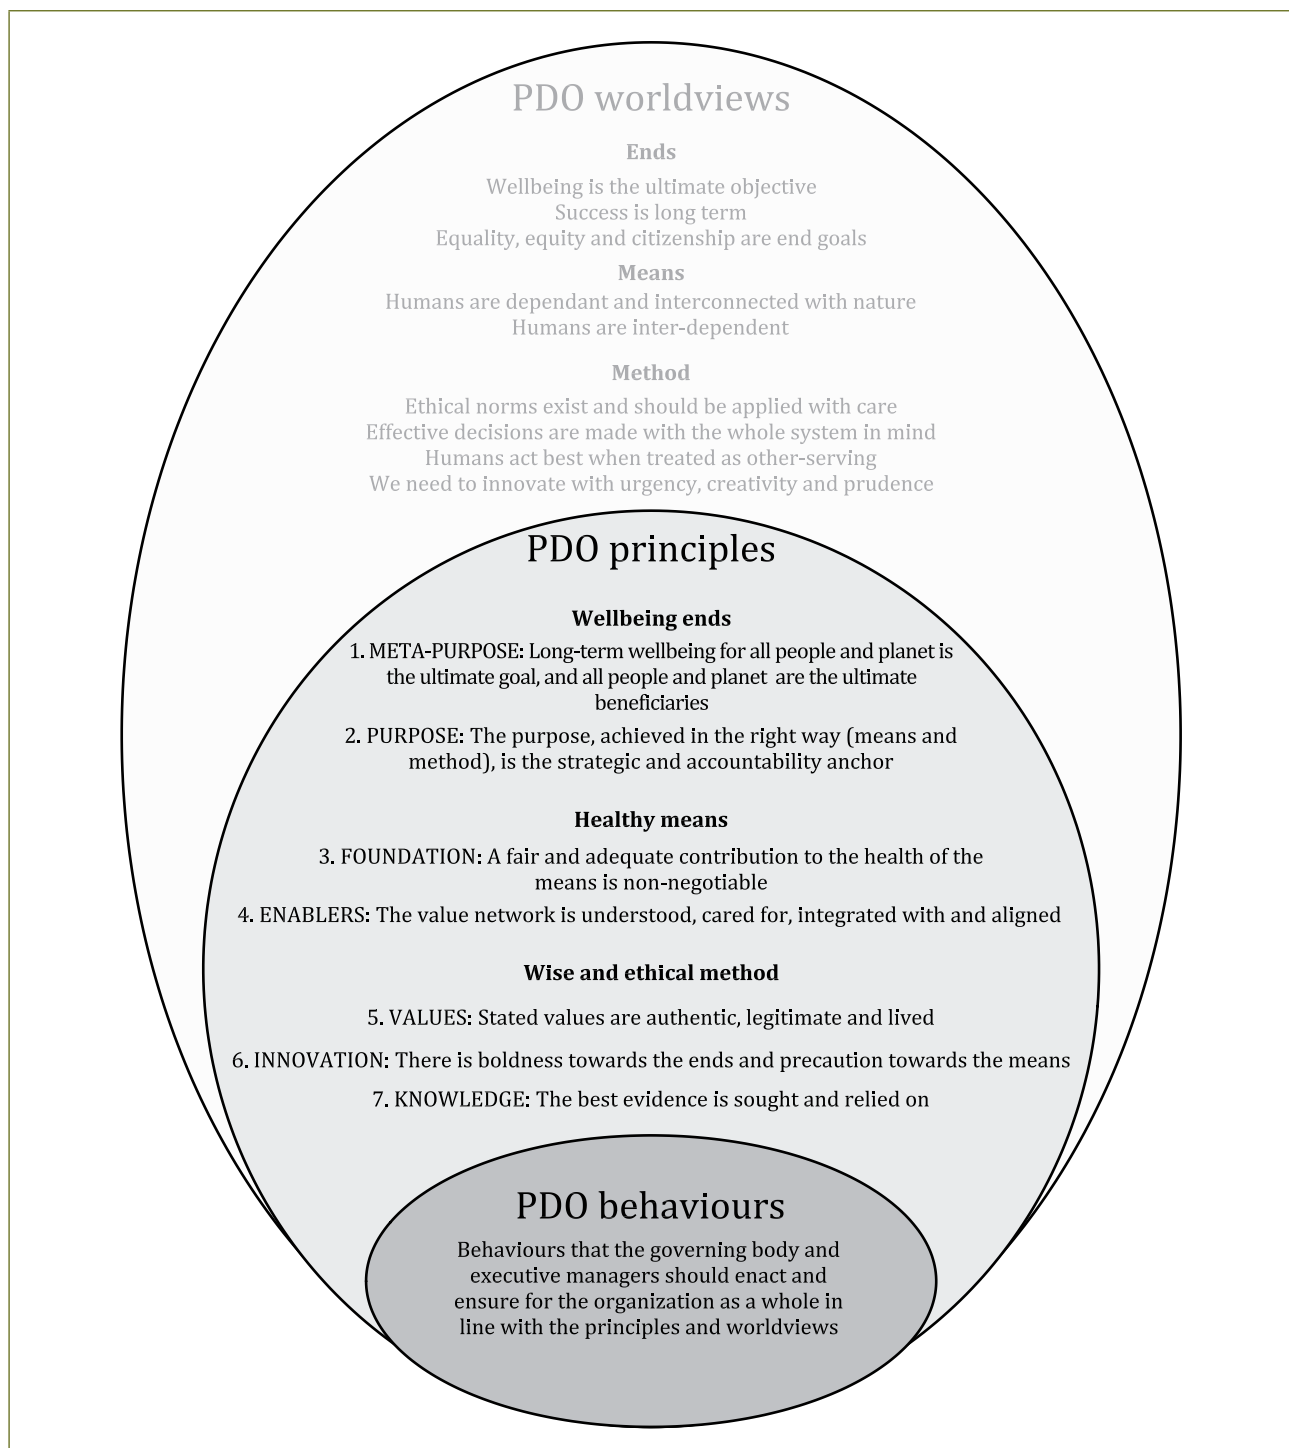 PDO worldviews
Ends
Wellbeing is the ultimate objective
Success is long term
Equality, equity and citizenship are end goals
Means
Humans are dependant and interconnected with nature
Humans are inter-dependent
Method
Ethical norms exist and should be applied with care
Effective decisions are made with the whole system in mind
Humans act best when treated as other-serving
We need to innovate with urgency, creativity and prudence
PDO principles
Wellbeing ends
1. META-PURPOSE: Long-term wellbeing for all people and planet is
the ultimate goal, and all people and planet are the ultimate
beneficiaries
2. PURPOSE: The purpose, achieved in the right way (means and
method), is the strategic and accountability anchor
Healthy means
3. FOUNDATION: A fair and adequate contribution to the health of the
means is non-negotiable
4. ENABLERS: The value network is understood, cared for, integrated with and aligned
Wise and ethical method
5. VALUES: Stated values are authentic, legitimate and lived
6. INNOVATION: There is boldness towards the ends and precaution towards the means
7. KNOWLEDGE: The best evidence is sought and relied on
PDO behaviours
Behaviours that the governing body and
executive managers should enact and
ensure for the organization as a whole in
line with the principles and worldviews